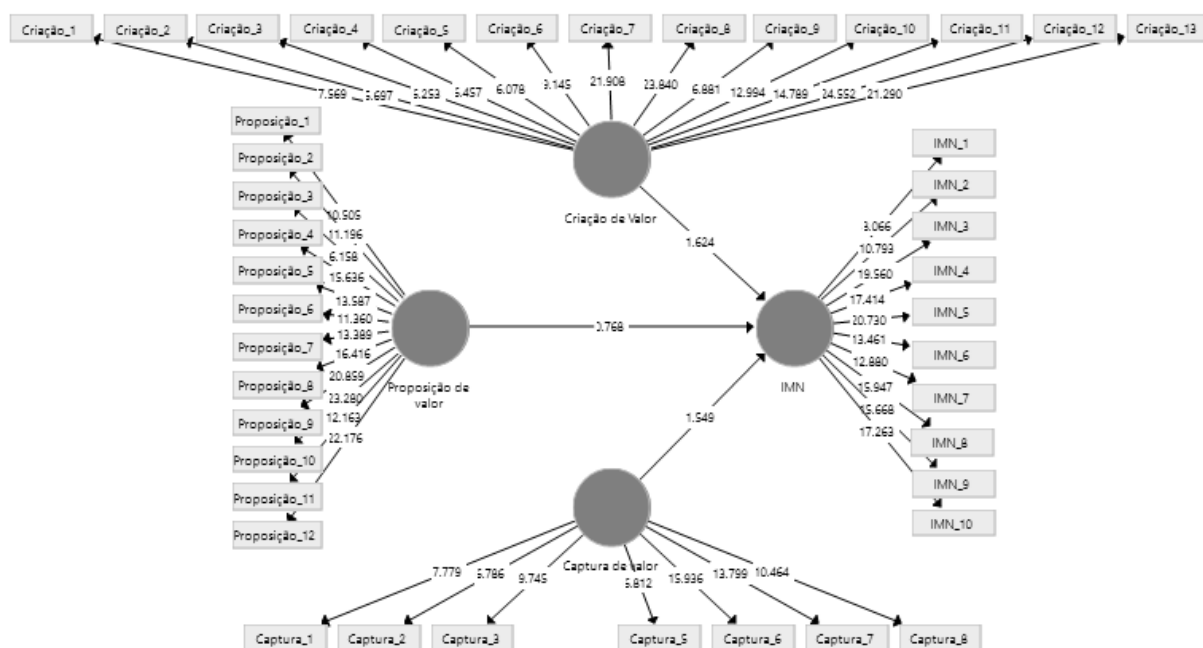 Criação_1 Criação_2 Criação_3 Criação_4 Criação_5 Criação_6 Criação_7 Criação_8 Criação_9 Criação_10 Criação_11 Criação_12 Criação_13
7.569 6.078 21.908 23.840 6.881 12.994 14.789 24.552 21.290
Proposição_1
Proposição_2
Proposição_3
Proposição_4
Proposição_5
Proposição_6
Proposição_7
Proposição_8
Proposição_9
Proposição_10
Proposição_11
Proposição_12
10.505
11.196
6.158
15.636
13.587
11.360
13.389
16.416
20.859
23.280
12.163
22.176
Criação de Valor
1.624
Proposição de
valor
0.768
1.549
IMN
IMN_1
IMN_2
IMN_3
IMN_4
IMN_5
IMN_6
IMN_7
IMN_8
IMN_9
IMN_10
10.793
19.560
17.414
20.730
13.461
12.880
15.947
15.668
17.263
Captura de valor
7.779 9.745 15.936 13.799 10.464
Captura_1 Captura_2 Captura_3 Captura_5 Captura_6 Captura_7 Captura_8